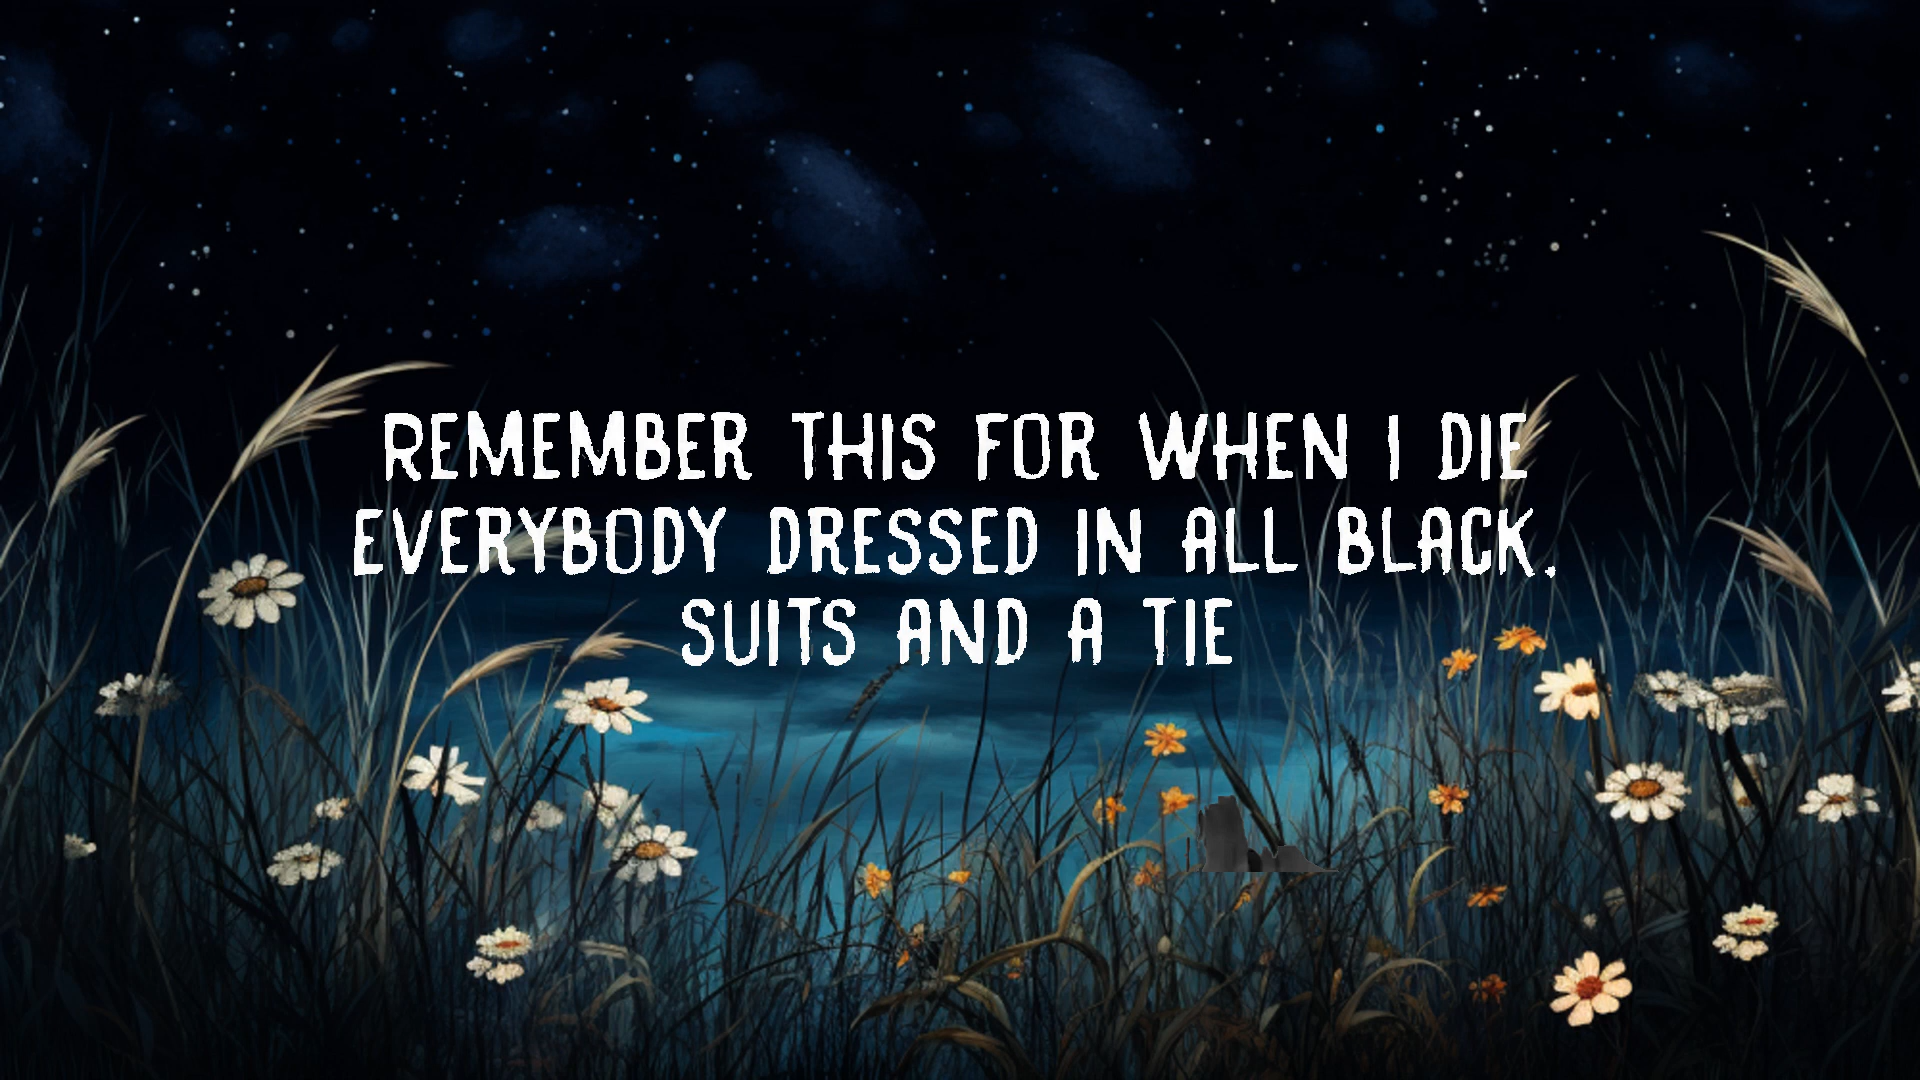 REMEMBER THIS FOR WHEN I DIE
EVERYBODY DRESSED IN ALL BLACK,
SUITS AND A TIE